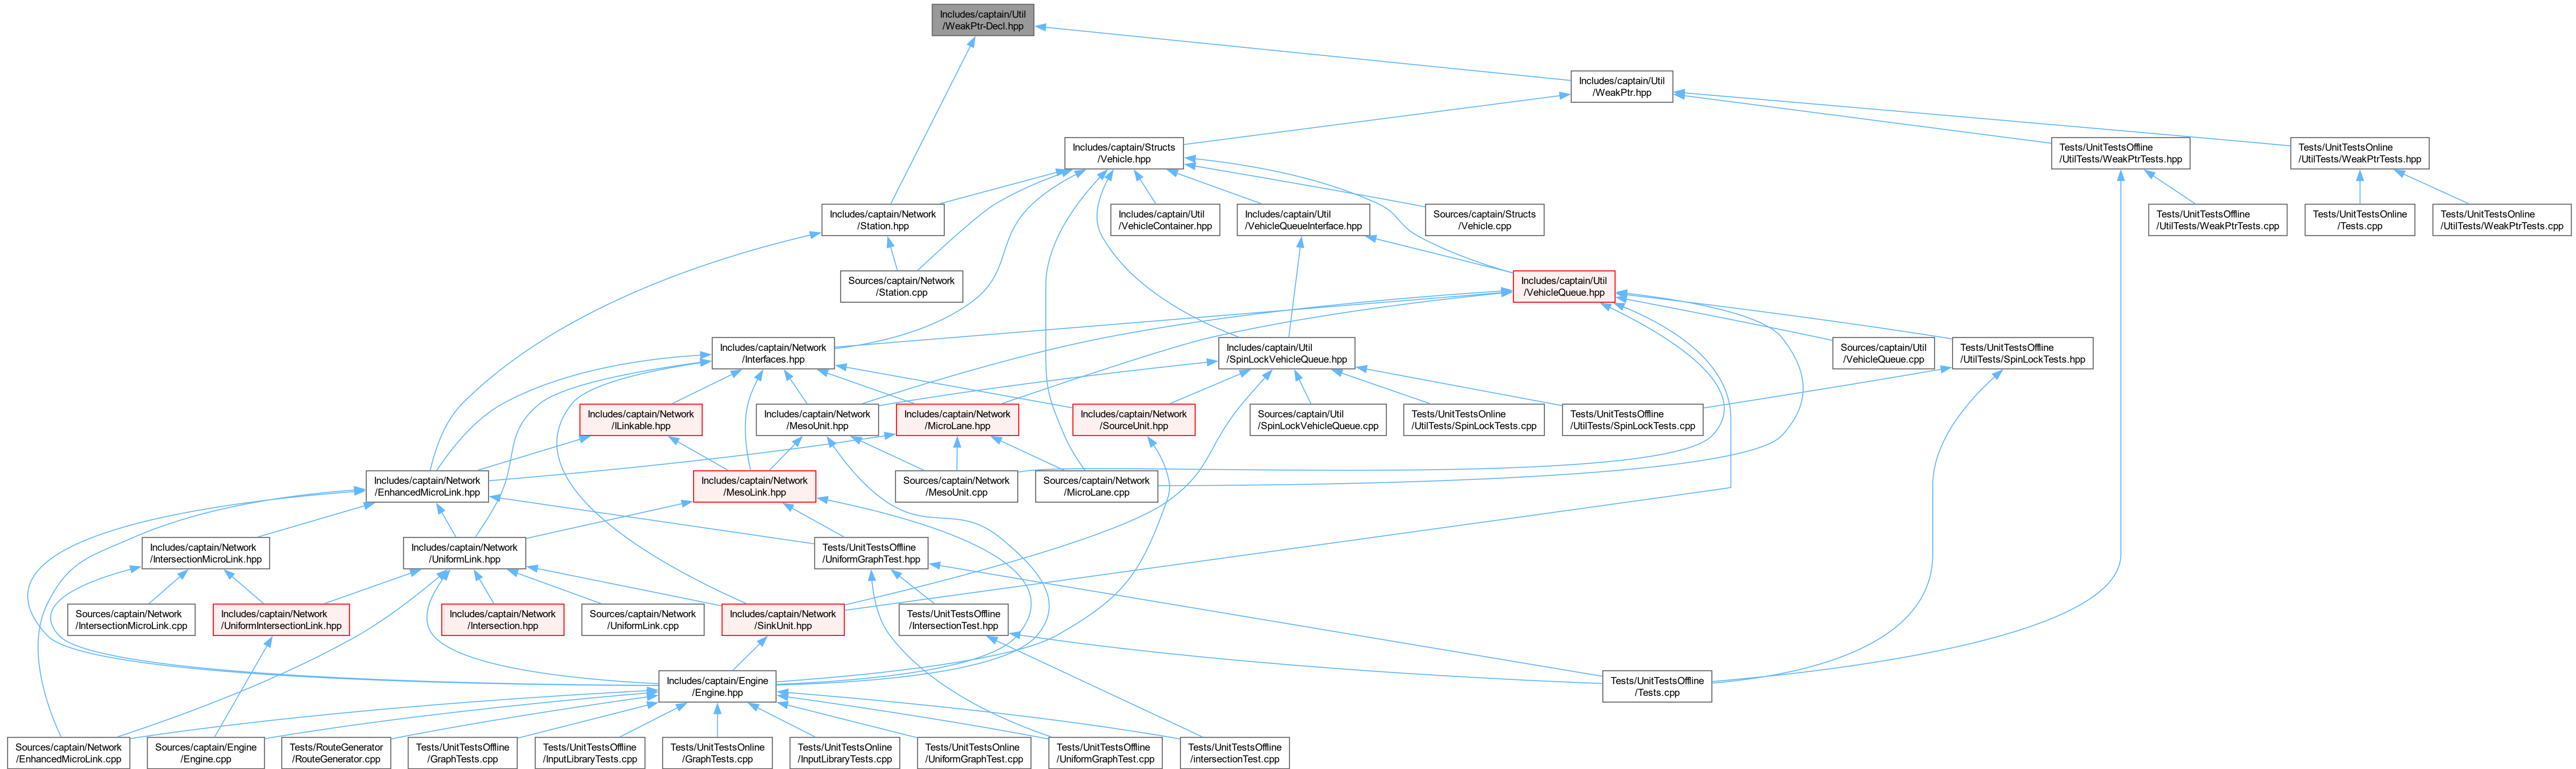 Includes/captain/Util
/WeakPtr-Decl.hpp
Includes/captain/Util
/WeakPtr.hpp
Includes/captain/Structs
/Vehicle.hpp
Tests/UnitTestsOffline
/UtilTests/WeakPtrTests.hpp
Tests/UnitTestsOnline
/UtilTests/WeakPtrTests.hpp
Includes/captain/Network
/Station.hpp
Includes/captain/Util
/VehicleContainer.hpp
Includes/captain/Util
/VehicleQueueInterface.hpp
Sources/captain/Structs
/Vehicle.cpp
Tests/UnitTestsOffline
/UtilTests/WeakPtrTests.cpp
Tests/UnitTestsOnline
/Tests.cpp
Tests/UnitTestsOnline
/UtilTests/WeakPtrTests.cpp
Sources/captain/Network
/Station.cpp
Includes/captain/Util
/VehicleQueue.hpp
Includes/captain/Network
/Interfaces.hpp
Includes/captain/Util
/SpinLockVehicleQueue.hpp
Sources/captain/Util
/VehicleQueue.cpp
Tests/UnitTestsOffline
/UtilTests/SpinLockTests.hpp
Includes/captain/Network
/ILinkable.hpp
Includes/captain/Network
/MesoUnit.hpp
Includes/captain/Network
/MicroLane.hpp
Includes/captain/Network
/SourceUnit.hpp
Sources/captain/Util
/SpinLockVehicleQueue.cpp
Tests/UnitTestsOnline
/UtilTests/SpinLockTests.cpp
Tests/UnitTestsOffline
/UtilTests/SpinLockTests.cpp
Includes/captain/Network
/EnhancedMicroLink.hpp
Includes/captain/Network
/MesoLink.hpp
Sources/captain/Network
/MesoUnit.cpp
Sources/captain/Network
/MicroLane.cpp
Includes/captain/Network
/IntersectionMicroLink.hpp
Includes/captain/Network
/UniformLink.hpp
Tests/UnitTestsOffline
/UniformGraphTest.hpp
Sources/captain/Network
/IntersectionMicroLink.cpp
Includes/captain/Network
/UniformIntersectionLink.hpp
Includes/captain/Network
/Intersection.hpp
Sources/captain/Network
/UniformLink.cpp
Includes/captain/Network
/SinkUnit.hpp
Tests/UnitTestsOffline
/IntersectionTest.hpp
Includes/captain/Engine
/Engine.hpp
Tests/UnitTestsOffline
/Tests.cpp
Sources/captain/Network
/EnhancedMicroLink.cpp
Sources/captain/Engine
/Engine.cpp
Tests/RouteGenerator
/RouteGenerator.cpp
Tests/UnitTestsOffline
/GraphTests.cpp
Tests/UnitTestsOffline
/InputLibraryTests.cpp
Tests/UnitTestsOnline
/GraphTests.cpp
Tests/UnitTestsOnline
/InputLibraryTests.cpp
Tests/UnitTestsOnline
/UniformGraphTest.cpp
Tests/UnitTestsOffline
/UniformGraphTest.cpp
Tests/UnitTestsOffline
/intersectionTest.cpp